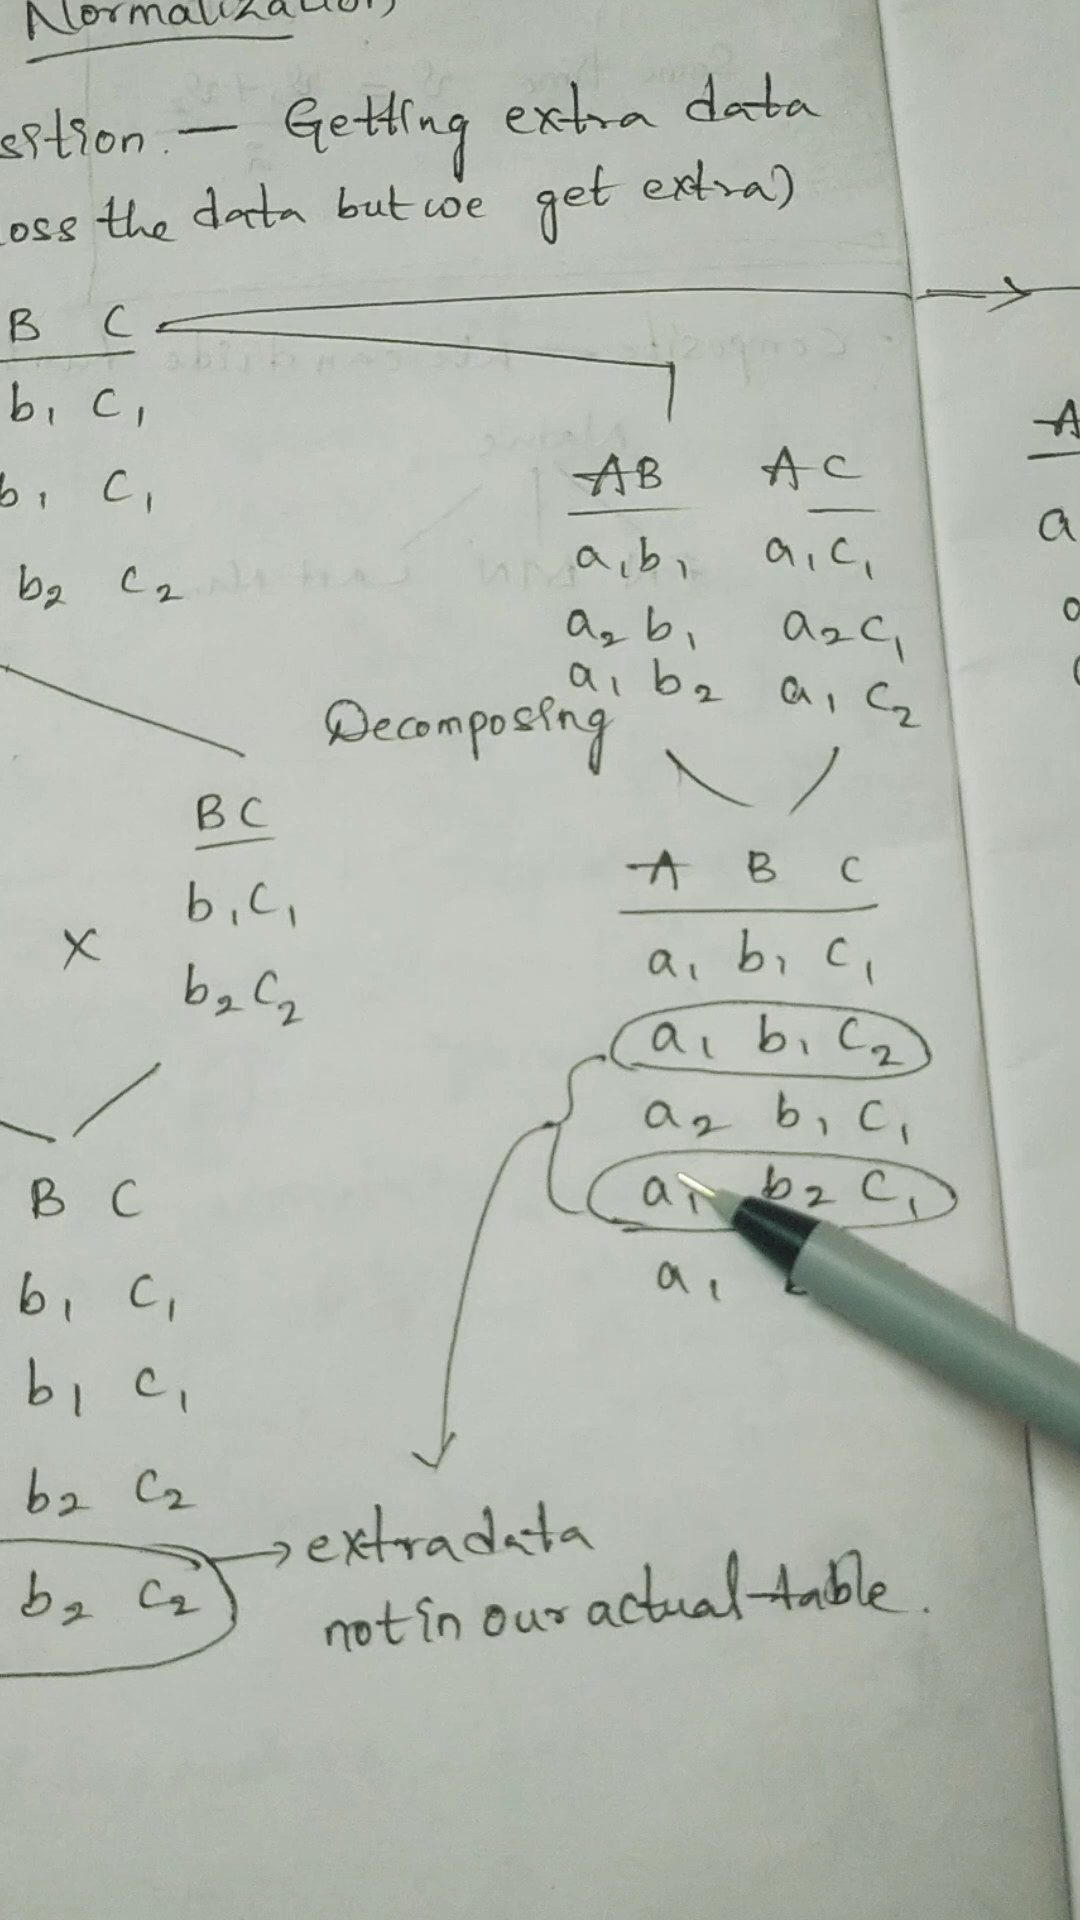 Normalization
sition. — Getting extra data
oss the data but we get extra)
B C
b1 C1
b1 C1
b2 C2
AB AC
a1b1 a1C1
a2 b1 a2C1
a1 b2 a1 C2
A
a
Decomposing
BC
b1C1
X
b2C2
A B C
a1 b1 C1
a1 b1 C2
a2 b1 C1
a1 b2 C1
a1
B C
b1 C1
b1 C1
b2 C2
b2 C2 → extra data
not in our actual table.